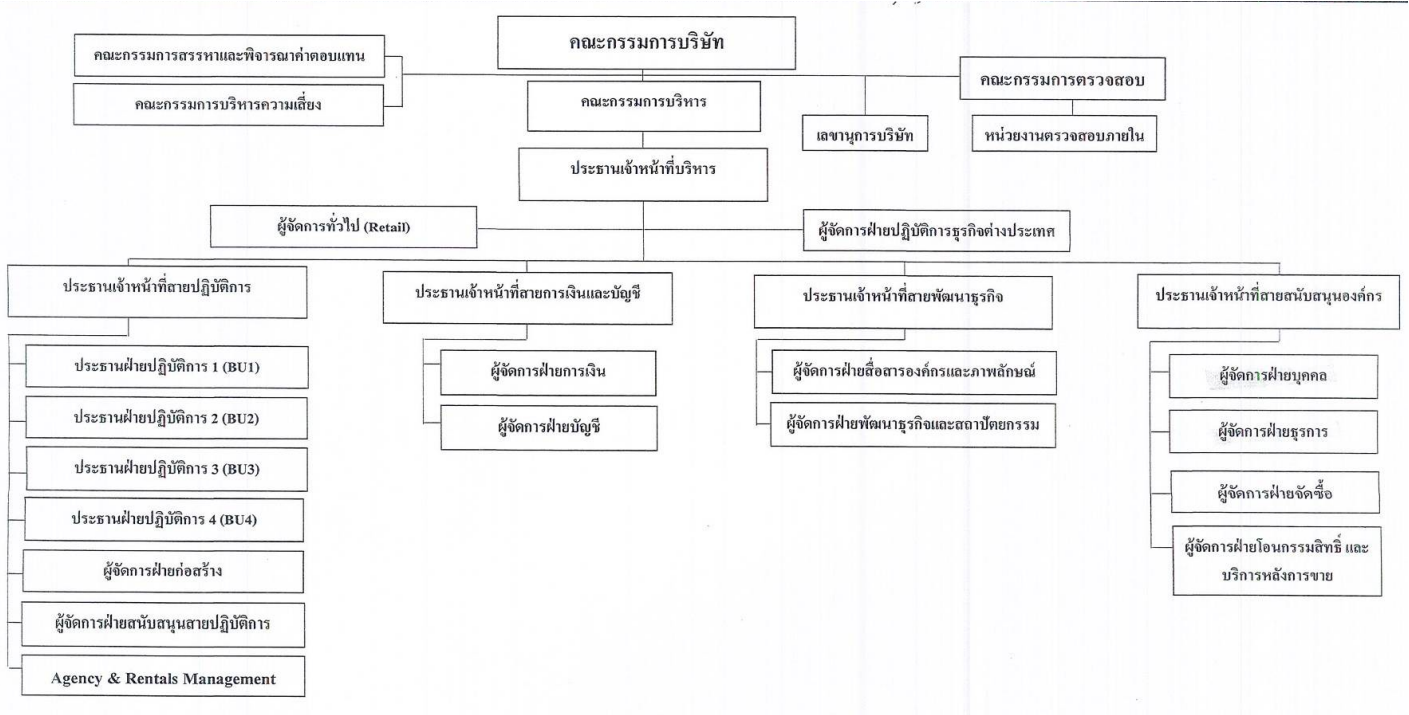 คณะกรรมการบริษัท
คณะกรรมการสรรหาและพิจารณาค่าตอบแทน
คณะกรรมการตรวจสอบ
คณะกรรมการบริหารความเสี่ยง
คณะกรรมการบริหาร
เลขานุการบริษัท
หน่วยงานตรวจสอบภายใน
ประธานเจ้าหน้าที่บริหาร
ผู้จัดการทั่วไป (Retail)
ผู้จัดการฝ่ายปฏิบัติการธุรกิจต่างประเทศ
ประธานเจ้าหน้าที่สายปฏิบัติการ
ประธานฝ่ายปฏิบัติการ 1 (BU1)
ประธานฝ่ายปฏิบัติการ 2 (BU2)
ประธานฝ่ายปฏิบัติการ 3 (BU3)
ประธานฝ่ายปฏิบัติการ 4 (BU4)
ผู้จัดการฝ่ายก่อสร้าง
ผู้จัดการฝ่ายสนับสนุนสายปฏิบัติการ
Agency & Rentals Management
ประธานเจ้าหน้าที่สายการเงินและบัญชี
ผู้จัดการฝ่ายการเงิน
ผู้จัดการฝ่ายบัญชี
ประธานเจ้าหน้าที่สายพัฒนาธุรกิจ
ผู้จัดการฝ่ายสื่อสารองค์กรและภาพลักษณ์
ผู้จัดการฝ่ายพัฒนาธุรกิจและสถาปัตยกรรม
ประธานเจ้าหน้าที่สายสนับสนุนองค์กร
ผู้จัดการฝ่ายบุคคล
ผู้จัดการฝ่ายธุรการ
ผู้จัดการฝ่ายจัดซื้อ
ผู้จัดการฝ่ายโอนกรรมสิทธิ์ และ
บริการหลังการขาย